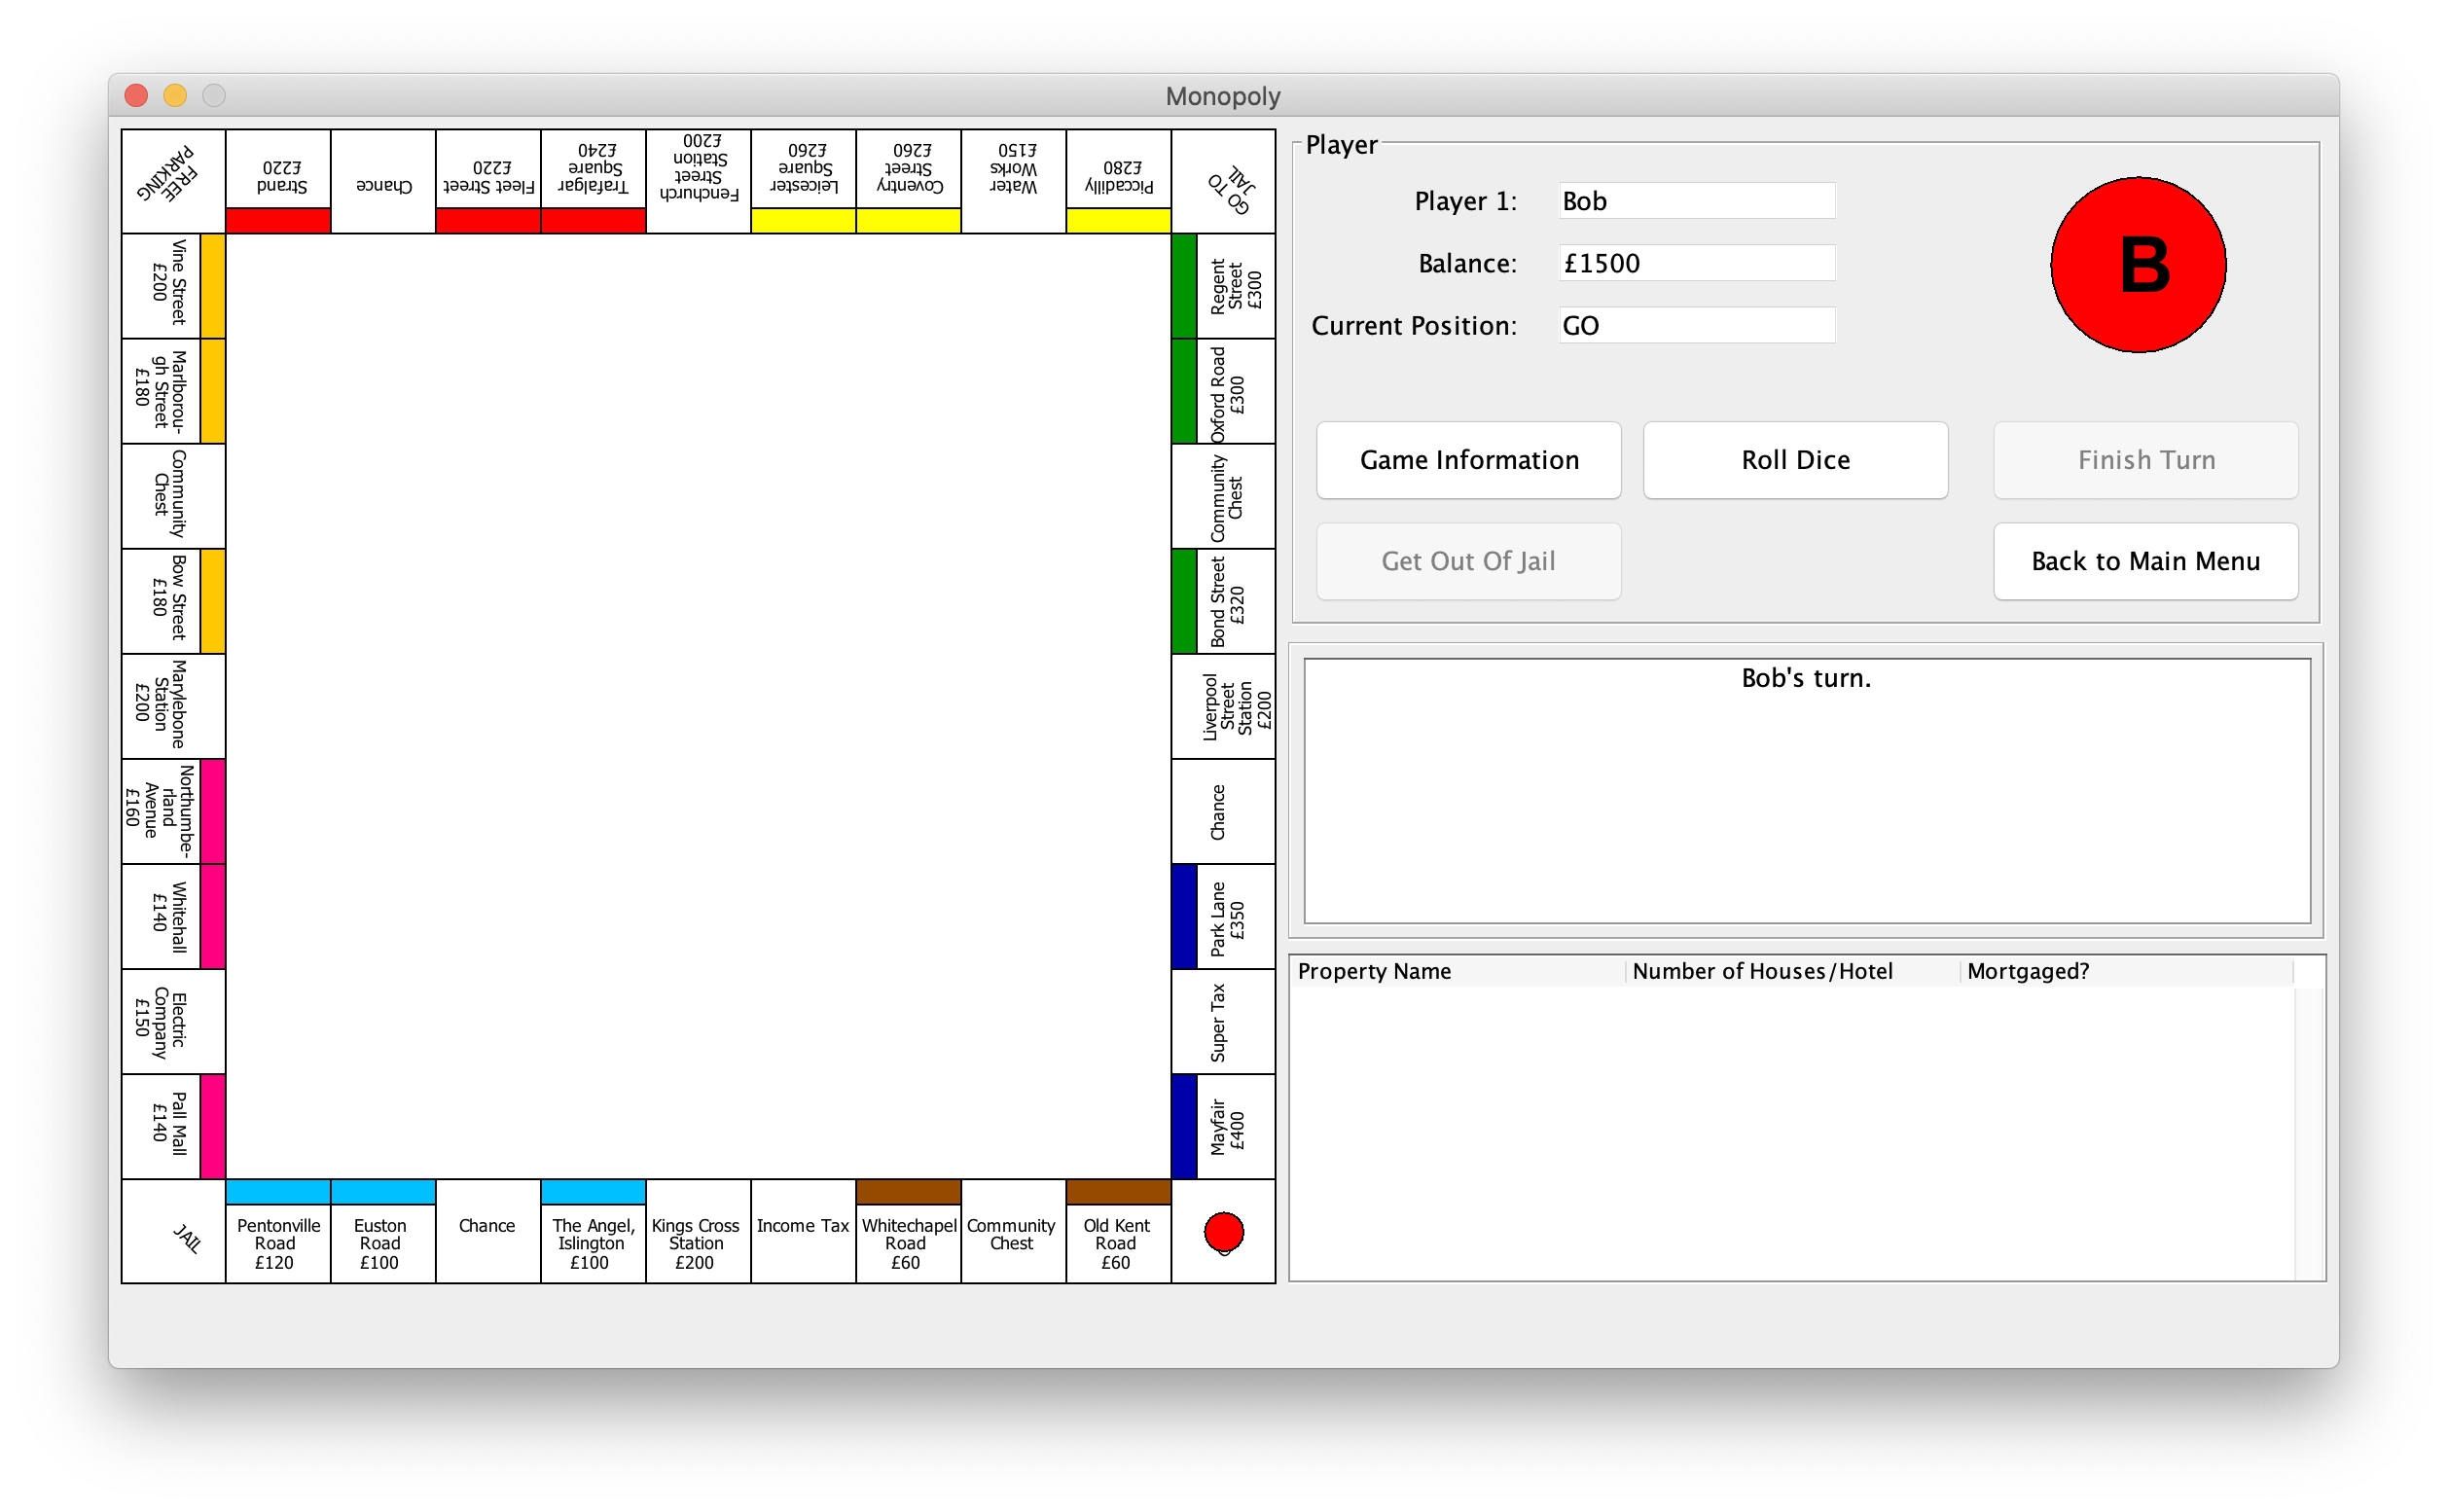 Monopoly
FREE
PARKING
Strand
£220
Chance
Fleet Street
£220
Trafalgar
Square
£240
Fenchurch
Street
Station
£200
Leicester
Square
£260
Coventry
Street
£260
Water
Works
£150
Piccadilly
£280
GO TO
JAIL
Vine Street
£200
Marlborou-
gh Street
£180
Community
Chest
Bow Street
£180
Marylebone
Station
£200
Northumbe-
rland
Avenue
£160
Whitehall
£140
Electric
Company
£150
Pall Mall
£140
Regent
Street
£300
Oxford Road
£300
Community
Chest
Bond Street
£320
Liverpool
Street
Station
£200
Chance
Park Lane
£350
Super Tax
Mayfair
£400
JAIL
Pentonville
Road
£120
Euston
Road
£100
Chance
The Angel,
Islington
£100
Kings Cross
Station
£200
Income Tax
Whitechapel
Road
£60
Community
Chest
Old Kent
Road
£60
Player
Player 1: Bob
Balance: £1500
Current Position: GO
B
Game Information
Roll Dice
Finish Turn
Get Out Of Jail
Back to Main Menu
Bob's turn.
Property Name
Number of Houses/Hotel
Mortgaged?